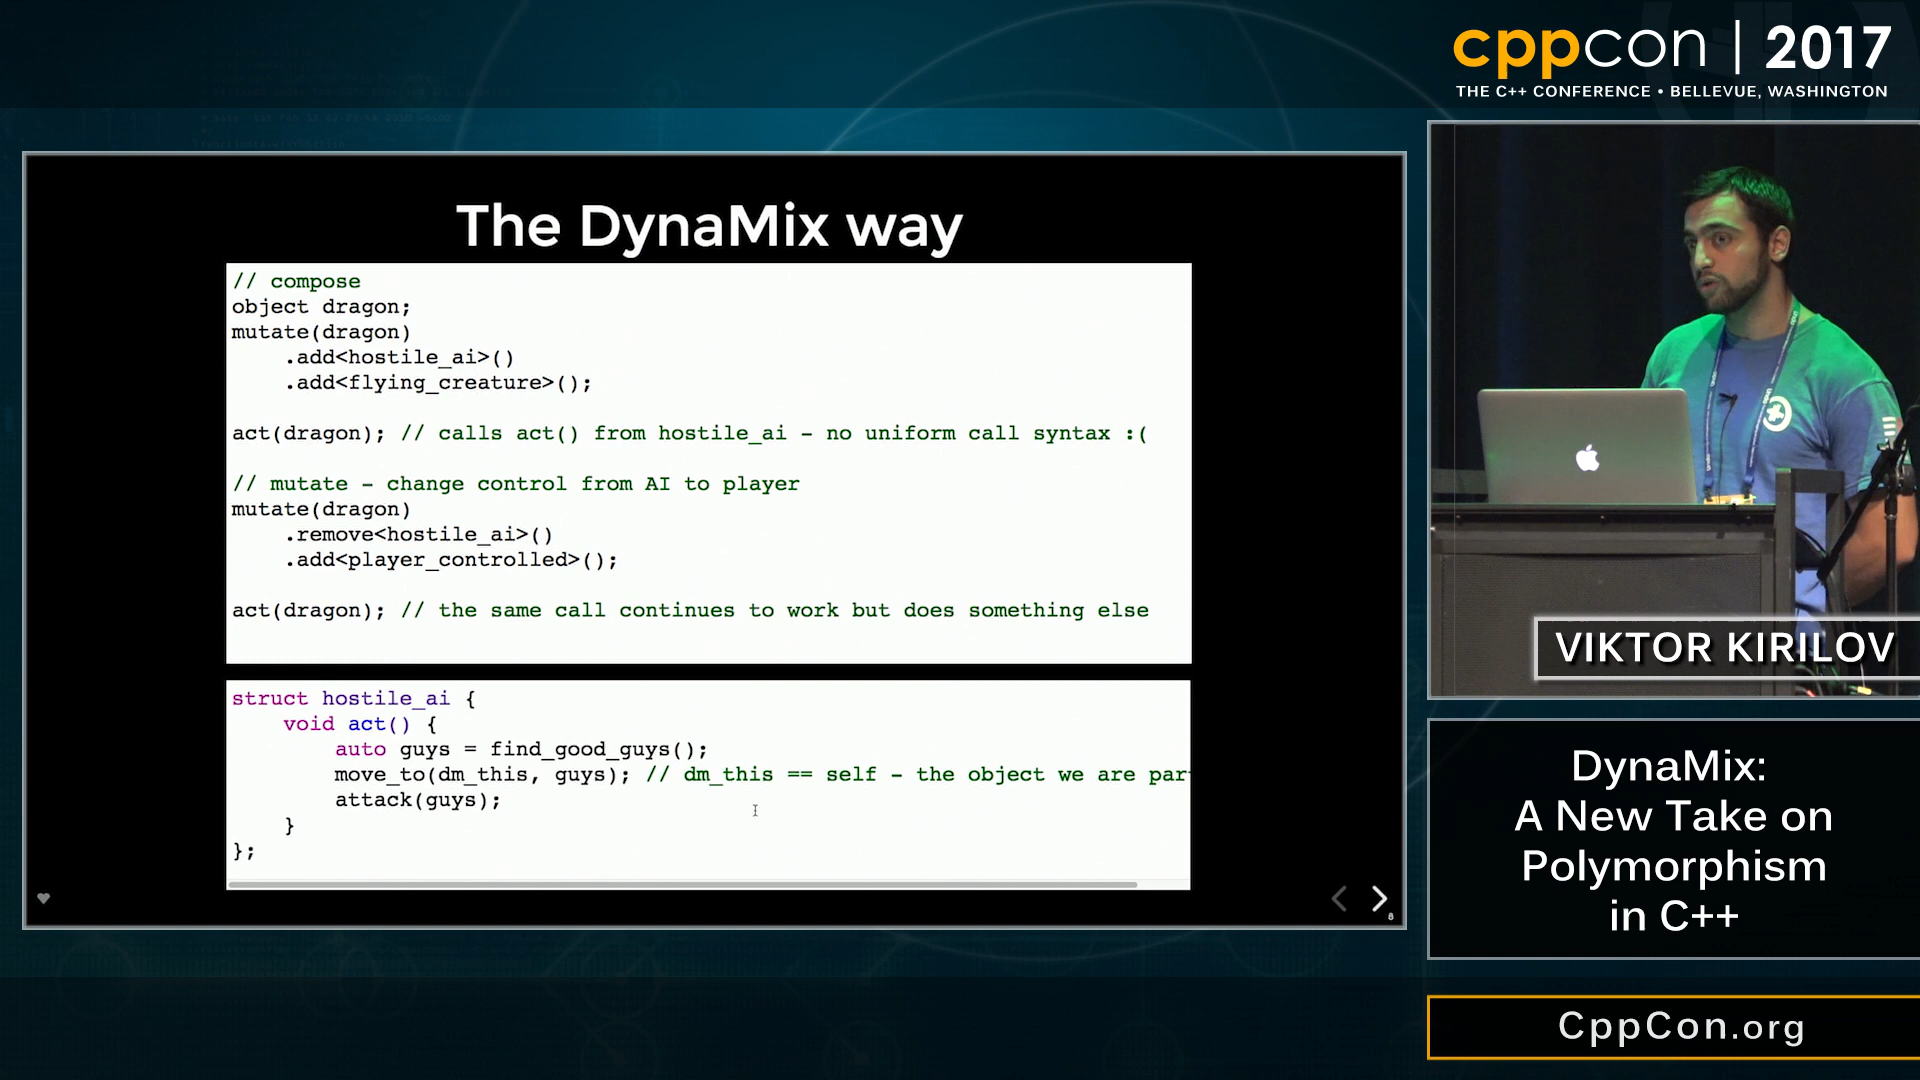 cppcon | 2017
THE C++ CONFERENCE • BELLEVUE, WASHINGTON
The DynaMix way
// compose
object dragon;
mutate(dragon)
    .add<hostile_ai>()
    .add<flying_creature>();
act(dragon); // calls act() from hostile_ai – no uniform call syntax :(
// mutate – change control from AI to player
mutate(dragon)
    .remove<hostile_ai>()
    .add<player_controlled>();
act(dragon); // the same call continues to work but does something else
struct hostile_ai {
    void act() {
        auto guys = find_good_guys();
        move_to(dm_this, guys); // dm_this == self – the object we are par
        attack(guys);
    }
};
8
VIKTOR KIRILOV
DynaMix:
A New Take on
Polymorphism
in C++
CppCon.org